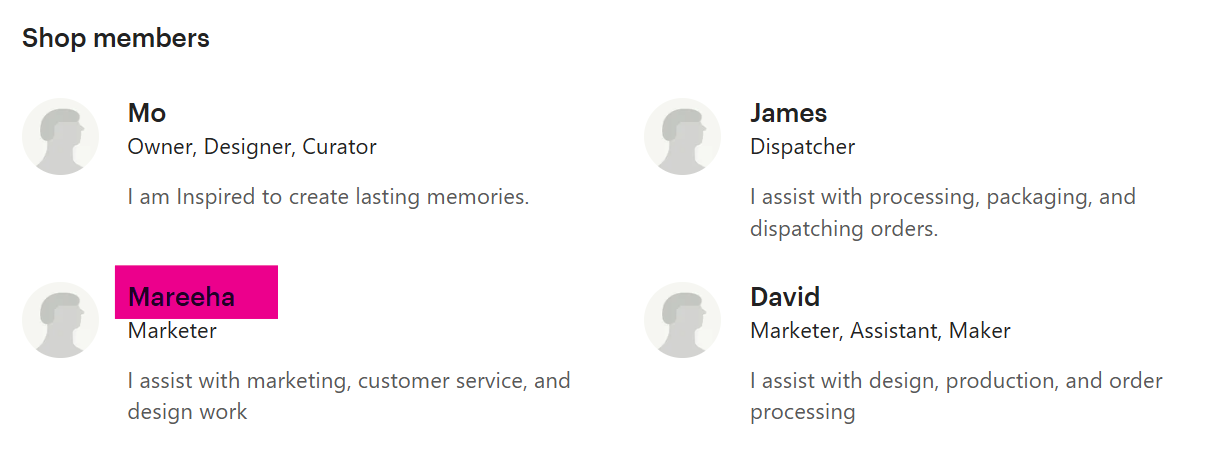 Shop members
Mo
Owner, Designer, Curator
I am Inspired to create lasting memories.
James
Dispatcher
I assist with processing, packaging, and
dispatching orders.
Mareeha
Marketer
I assist with marketing, customer service, and
design work
David
Marketer, Assistant, Maker
I assist with design, production, and order
processing